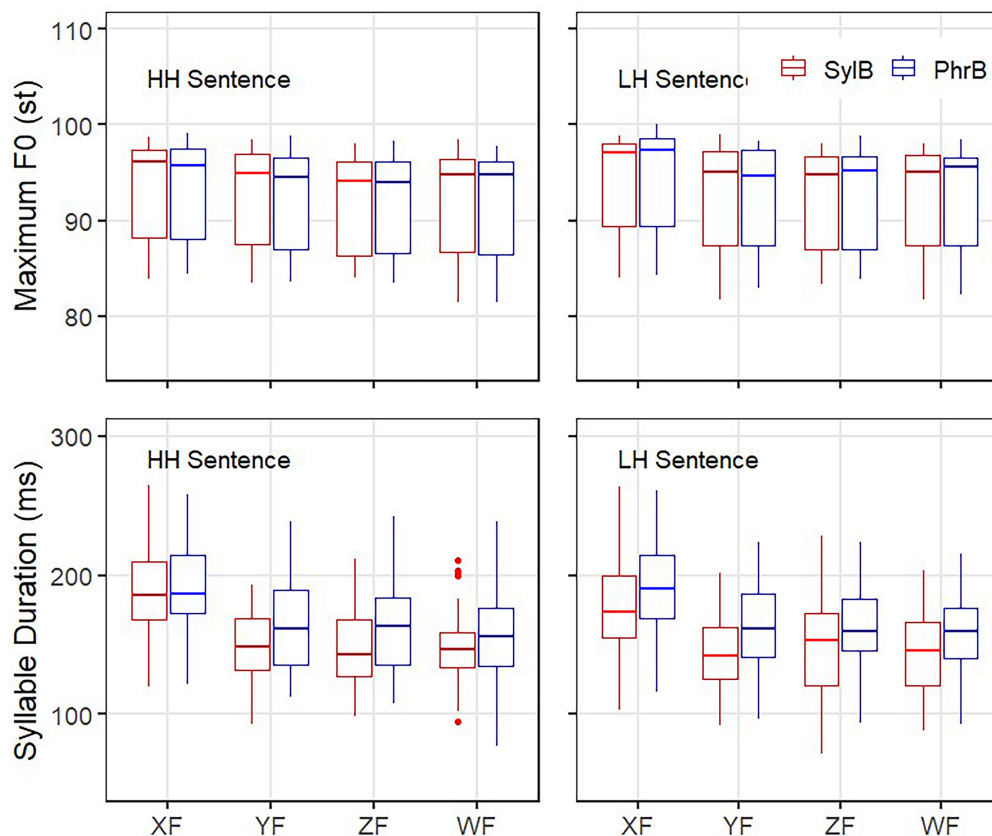 Maximum F0 (st)
110
100
90
80
HH Sentence
LH Sentenc
SylB
PhrB
Syllable Duration (ms)
300
200
100
HH Sentence
LH Sentence
XF YF ZF WF
XF YF ZF WF